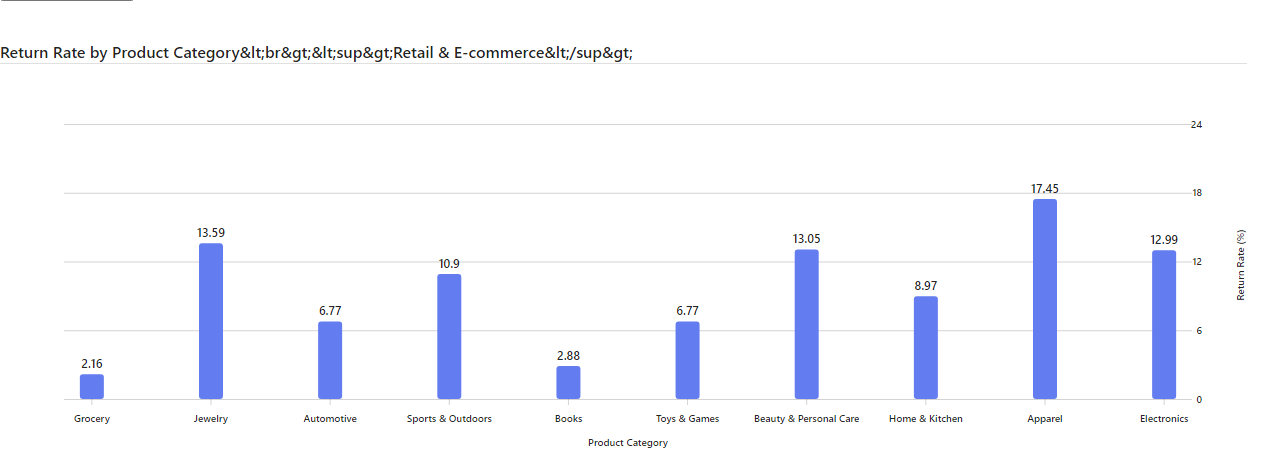 Return Rate by Product Category&lt;br&gt;&lt;sup&gt;Retail & E-commerce&lt;/sup&gt;
24
18
12
6
0
Return Rate (%)
2.16
13.59
6.77
10.9
2.88
6.77
13.05
8.97
17.45
12.99
Grocery
Jewelry
Automotive
Sports & Outdoors
Books
Toys & Games
Beauty & Personal Care
Home & Kitchen
Apparel
Electronics
Product Category